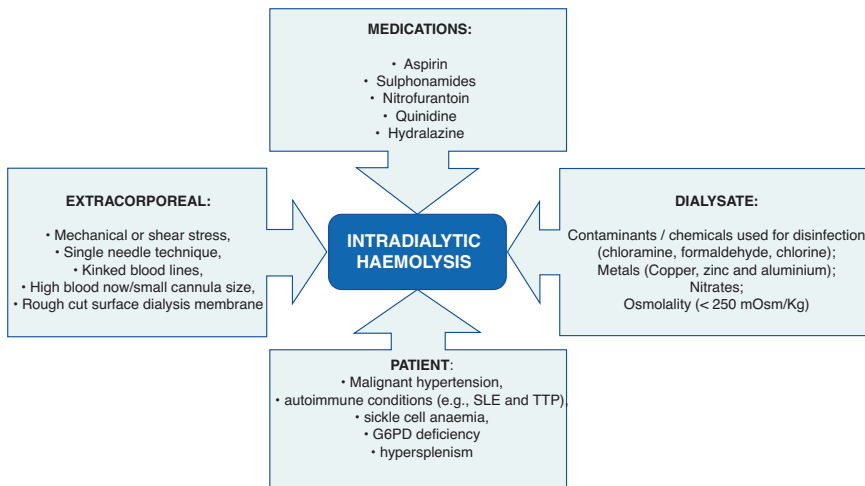 MEDICATIONS:
• Aspirin
• Sulphonamides
• Nitrofurantoin
• Quinidine
• Hydralazine
EXTRACORPOREAL:
• Mechanical or shear stress,
• Single needle technique,
• Kinked blood lines,
• High blood now/small cannula size,
• Rough cut surface dialysis membrane
INTRADIALYTIC
HAEMOLYSIS
DIALYSATE:
Contaminants / chemicals used for disinfection
(chloramine, formaldehyde, chlorine);
Metals (Copper, zinc and aluminium);
Nitrates;
Osmolality (< 250 mOsm/Kg)
PATIENT:
• Malignant hypertension,
• autoimmune conditions (e.g., SLE and TTP),
• sickle cell anaemia,
• G6PD deficiency
• hypersplenism